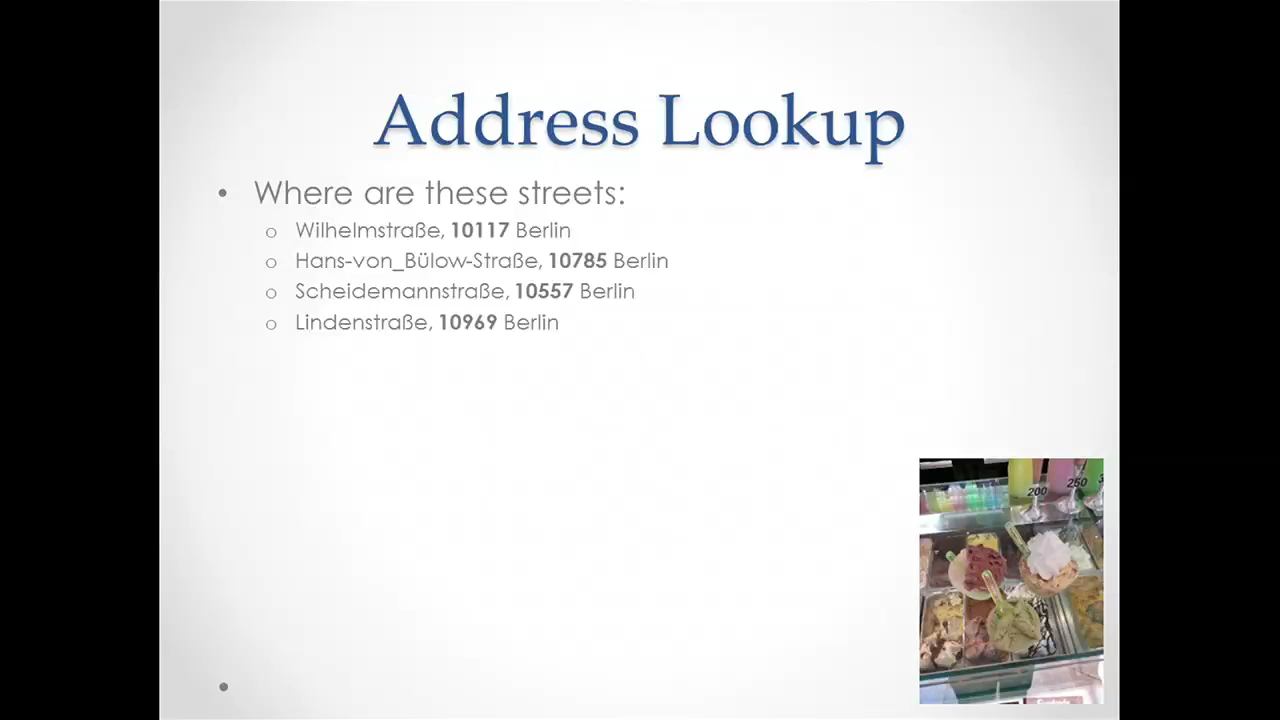 Address Lookup
• Where are these streets:
o Wilhelmstraße, 10117 Berlin
o Hans-von_Bülow-Straße, 10785 Berlin
o Scheidemannstraße, 10557 Berlin
o Lindenstraße, 10969 Berlin
200 250
•